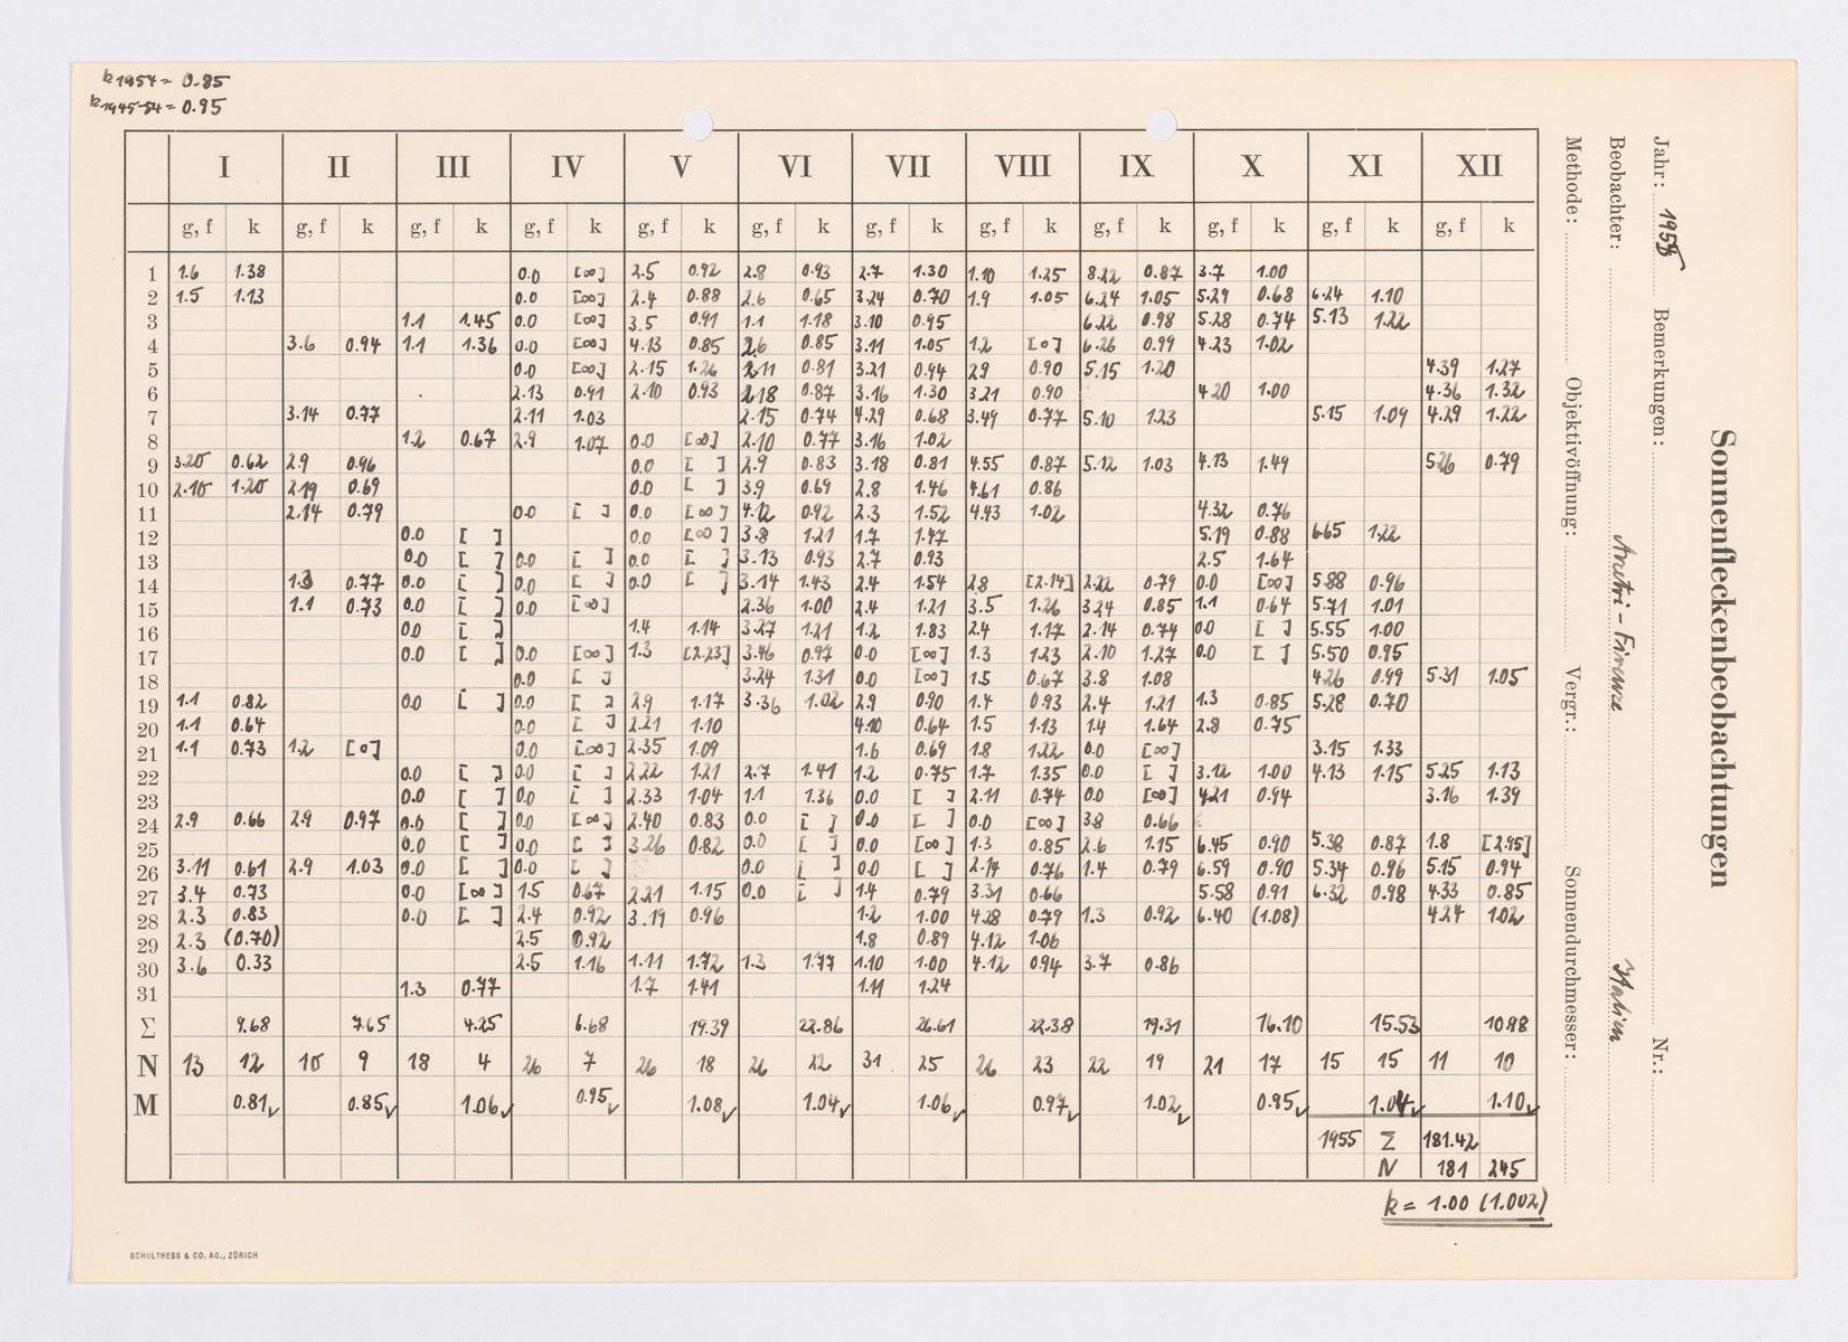 k1954 = 0.85
k1945-54 = 0.95
I II III IV V VI VII VIII IX X XI XII
g, f k g, f k g, f k g, f k g, f k g, f k g, f k g, f k g, f k g, f k g, f k g, f k
1 1.6 1.38 0.0 [∞] 2.5 0.92 2.8 0.93 2.7 1.30 1.10 1.25 8.22 0.87 3.7 1.00
2 1.5 1.13 0.0 [∞] 2.4 0.88 2.6 0.65 3.24 0.70 1.9 1.05 6.24 1.05 5.29 0.68 6.24 1.10
3 1.1 1.45 0.0 [∞] 3.5 0.91 1.1 1.18 3.10 0.95 6.22 0.98 5.28 0.74 5.13 1.22
4 3.6 0.94 1.1 1.36 0.0 [∞] 4.13 0.85 2.6 0.85 3.11 1.05 1.2 [0] 6.26 0.99 4.23 1.02
5 0.0 [∞] 2.15 1.26 2.11 0.81 3.21 0.94 2.9 0.90 5.15 1.20 4.39 1.27
6 2.13 0.91 2.10 0.93 2.18 0.87 3.16 1.30 3.21 0.90 4.20 1.00 4.36 1.32
7 3.14 0.77 2.11 1.03 2.15 0.74 4.29 0.68 3.49 0.77 5.10 1.23 5.15 1.09 4.29 1.22
8 1.2 0.67 2.9 1.07 0.0 [∞] 2.10 0.77 3.16 1.02
9 3.20 0.62 2.9 0.96 0.0 [ ] 2.9 0.83 3.18 0.81 4.55 0.87 5.12 1.03 4.13 1.49 5.26 0.79
10 2.10 1.20 2.19 0.69 0.0 [ ] 3.9 0.69 2.8 1.46 4.61 0.86
11 2.14 0.79 0.0 [ ] 0.0 [∞] 4.12 0.92 2.3 1.52 4.43 1.02 4.32 0.76
12 0.0 [ ] 0.0 [∞] 3.8 1.21 1.7 1.47 5.19 0.88 6.65 1.22
13 0.0 [ ] 0.0 [ ] 0.0 [ ] 3.13 0.93 2.7 0.93 2.5 1.64
14 1.3 0.77 0.0 [ ] 0.0 [ ] 0.0 [ ] 3.14 1.43 2.4 1.54 2.8 [2.14] 2.22 0.79 0.0 [∞] 5.88 0.96
15 1.1 0.73 0.0 [ ] 0.0 [∞] 2.36 1.00 2.4 1.21 3.5 1.26 3.24 0.85 1.1 0.64 5.71 1.01
16 0.0 [ ] 1.4 1.14 3.27 1.21 1.2 1.83 2.4 1.17 2.14 0.74 0.0 [ ] 5.55 1.00
17 0.0 [ ] 0.0 [∞] 1.3 [2.23] 3.46 0.97 0.0 [∞] 1.3 1.23 2.10 1.27 0.0 [ ] 5.50 0.95
18 0.0 [ ] 3.24 1.31 0.0 [∞] 1.5 0.67 3.8 1.08 4.26 0.99 5.31 1.05
19 1.1 0.82 0.0 [ ] 0.0 [ ] 2.9 1.17 3.36 1.02 2.9 0.90 1.4 0.93 2.4 1.21 1.3 0.85 5.28 0.70
20 1.1 0.64 0.0 [ ] 2.21 1.10 4.10 0.64 1.5 1.13 1.4 1.64 2.8 0.75
21 1.1 0.73 1.2 [0] 0.0 [∞] 2.35 1.09 1.6 0.69 1.8 1.22 0.0 [∞] 3.15 1.33
22 0.0 [ ] 0.0 [ ] 2.22 1.21 2.7 1.41 1.2 0.75 1.7 1.35 0.0 [ ] 3.12 1.00 4.13 1.15 5.25 1.13
23 0.0 [ ] 0.0 [ ] 2.33 1.04 1.1 1.36 0.0 [ ] 2.11 0.74 0.0 [∞] 4.21 0.94 3.16 1.39
24 2.9 0.66 2.9 0.97 0.0 [ ] 0.0 [∞] 2.40 0.83 0.0 [ ] 0.0 [ ] 0.0 [∞] 3.8 0.66
25 0.0 [ ] 0.0 [ ] 3.26 0.82 0.0 [ ] 0.0 [∞] 1.3 0.85 2.6 1.15 6.45 0.90 5.38 0.87 1.8 [2.95]
26 3.11 0.61 2.9 1.03 0.0 [ ] 0.0 [ ] 0.0 [ ] 0.0 [ ] 2.14 0.76 1.4 0.79 6.59 0.90 5.34 0.96 5.15 0.94
27 3.4 0.73 0.0 [∞] 1.5 0.67 2.21 1.15 0.0 [ ] 1.4 0.79 3.31 0.66 5.58 0.91 6.32 0.98 4.33 0.85
28 2.3 0.83 0.0 [ ] 2.4 0.92 3.19 0.96 1.2 1.00 4.28 0.79 1.3 0.92 6.40 (1.08) 4.24 1.02
29 2.3 (0.70) 2.5 0.92 1.8 0.89 4.12 1.06
30 3.6 0.33 2.5 1.16 1.11 1.72 1.3 1.77 1.10 1.00 4.12 0.94 3.7 0.86
31 1.3 0.77 1.7 1.41 1.11 1.24
Σ 9.68 7.65 4.25 6.68 19.39 22.86 26.61 22.38 19.31 16.10 15.53 10.98
N 13 12 10 9 18 4 26 7 26 18 26 22 31 25 26 23 22 19 21 17 15 15 11 10
M 0.81✓ 0.85✓ 1.06✓ 0.95✓ 1.08✓ 1.04✓ 1.06✓ 0.97✓ 1.02✓ 0.95✓ 1.04✓ 1.10✓
1955 Σ 181.42
N 181 245
k = 1.00 (1.002)
SCHULTHESS & CO. AG., ZÜRICH
Sonnenfleckenbeobachtungen
Jahr: 1955 Bemerkungen: Nr.:
Beobachter: Arcetri - Firenze Italien
Methode: Objektivöffnung: Vergr.: Sonnendurchmesser: